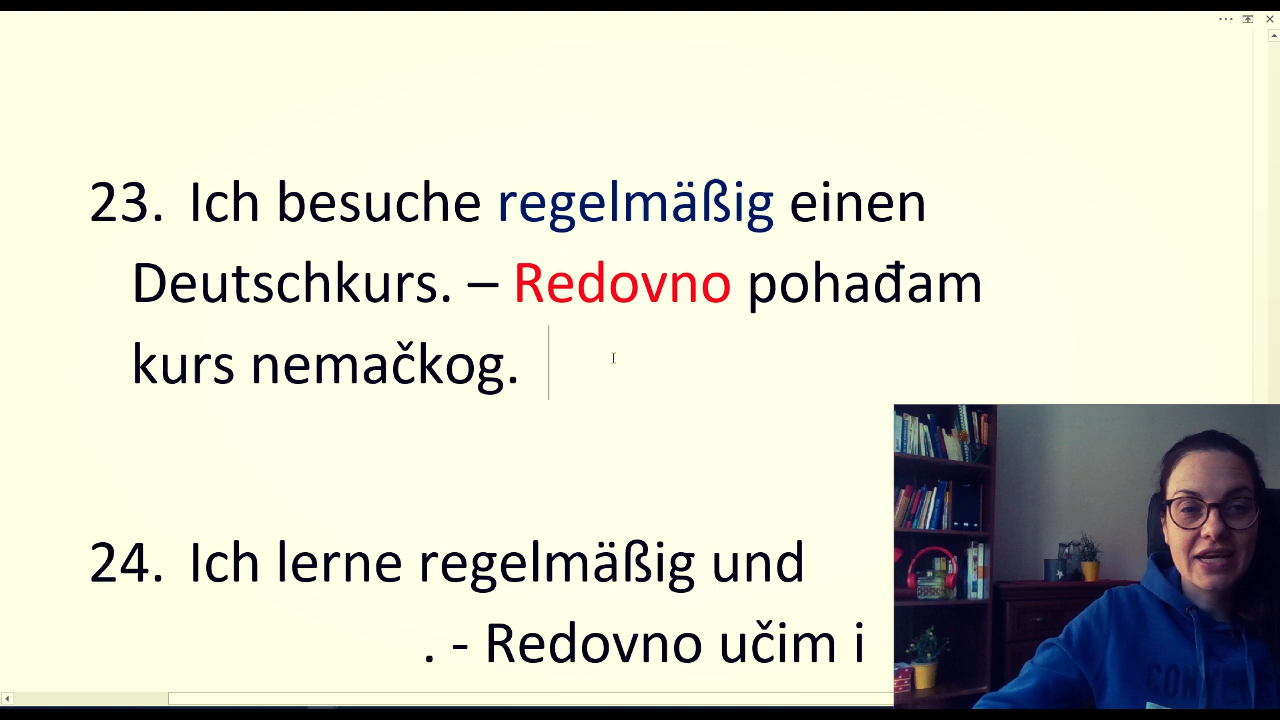 23. Ich besuche regelmäßig einen
Deutschkurs. – Redovno pohađam
kurs nemačkog.
24. Ich lerne regelmäßig und
. - Redovno učim i